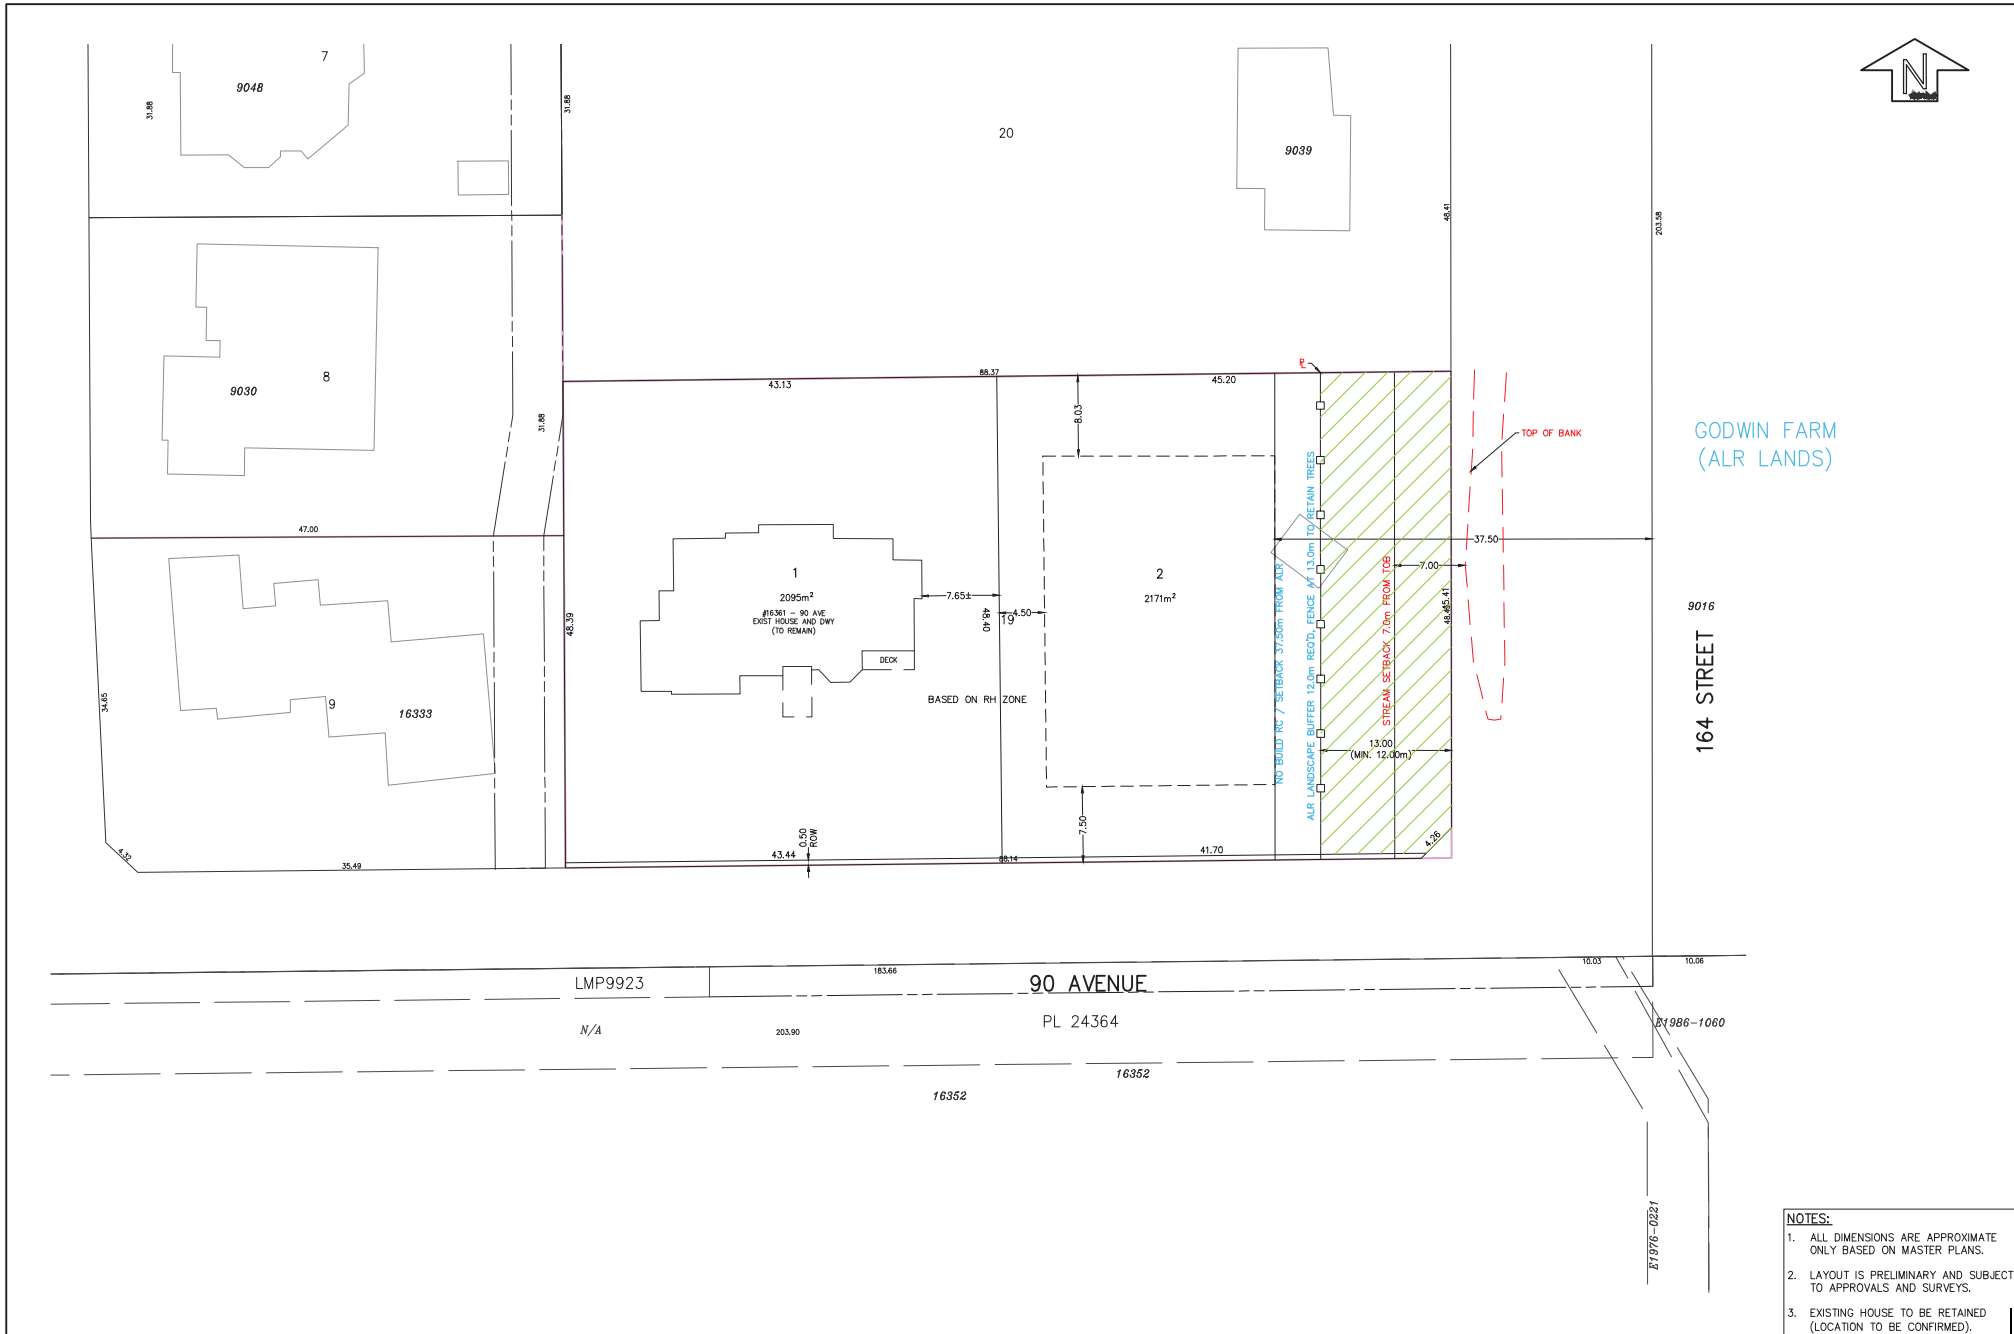 7
9048
31.88
31.88
20
9039
N
48.41
203.58
9030
8
31.88
43.13
88.37
45.20
8.03
℄
TOP OF BANK
GODWIN FARM
(ALR LANDS)
47.00
37.50
7.00
1
2095m²
#16361 - 90 AVE
EXIST HOUSE AND DWY
(TO REMAIN)
DECK
7.65±
48.40
4.50
19
2
2171m²
48.39
BASED ON RH ZONE
NO BUILD RC / SETBACK 37.50m FROM ALR
ALR LANDSCAPE BUFFER 12.0m REQ'D, FENCE AT 13.0m TO RETAIN TREES
STREAM SETBACK 7.0m FROM TOB
45.41
9016
164 STREET
34.65
9
16333
13.00
(MIN. 12.00m)
7.50
4.32
35.49
0.50
ROW
43.44
88.14
41.70
4.26
LMP9923
183.66
90 AVENUE
10.03
10.06
N/A
203.90
PL 24364
E1986-1060
16352
16352
E1976-0221
NOTES:
1. ALL DIMENSIONS ARE APPROXIMATE
ONLY BASED ON MASTER PLANS.
2. LAYOUT IS PRELIMINARY AND SUBJECT
TO APPROVALS AND SURVEYS.
3. EXISTING HOUSE TO BE RETAINED
(LOCATION TO BE CONFIRMED).